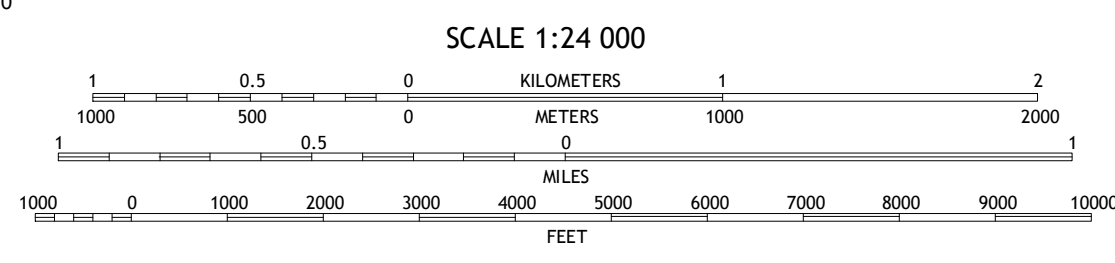 0
SCALE 1:24 000
1 0.5 0 KILOMETERS 1 2
1000 500 0 METERS 1000 2000
1 0.5 0 1
MILES
1000 0 1000 2000 3000 4000 5000 6000 7000 8000 9000 10000
FEET